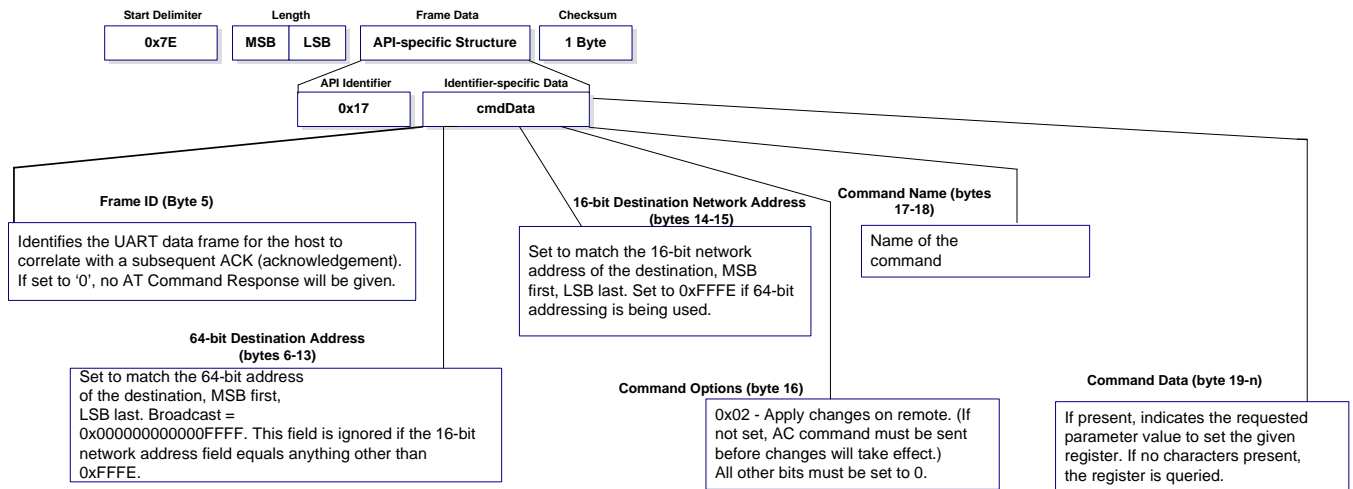 Start Delimiter
Length
Frame Data
Checksum
0x7E
MSB
LSB
API-specific Structure
1 Byte
API Identifier
Identifier-specific Data
0x17
cmdData
Frame ID (Byte 5)
Identifies the UART data frame for the host to
correlate with a subsequent ACK (acknowledgement).
If set to ‘0’, no AT Command Response will be given.
64-bit Destination Address
(bytes 6-13)
Set to match the 64-bit address
of the destination, MSB first,
LSB last. Broadcast =
0x000000000000FFFF. This field is ignored if the 16-bit
network address field equals anything other than
0xFFFE.
16-bit Destination Network Address
(bytes 14-15)
Set to match the 16-bit network
address of the destination, MSB
first, LSB last. Set to 0xFFFE if 64-bit
addressing is being used.
Command Options (byte 16)
0x02 - Apply changes on remote. (If
not set, AC command must be sent
before changes will take effect.)
All other bits must be set to 0.
Command Name (bytes
17-18)
Name of the
command
Command Data (byte 19-n)
If present, indicates the requested
parameter value to set the given
register. If no characters present,
the register is queried.